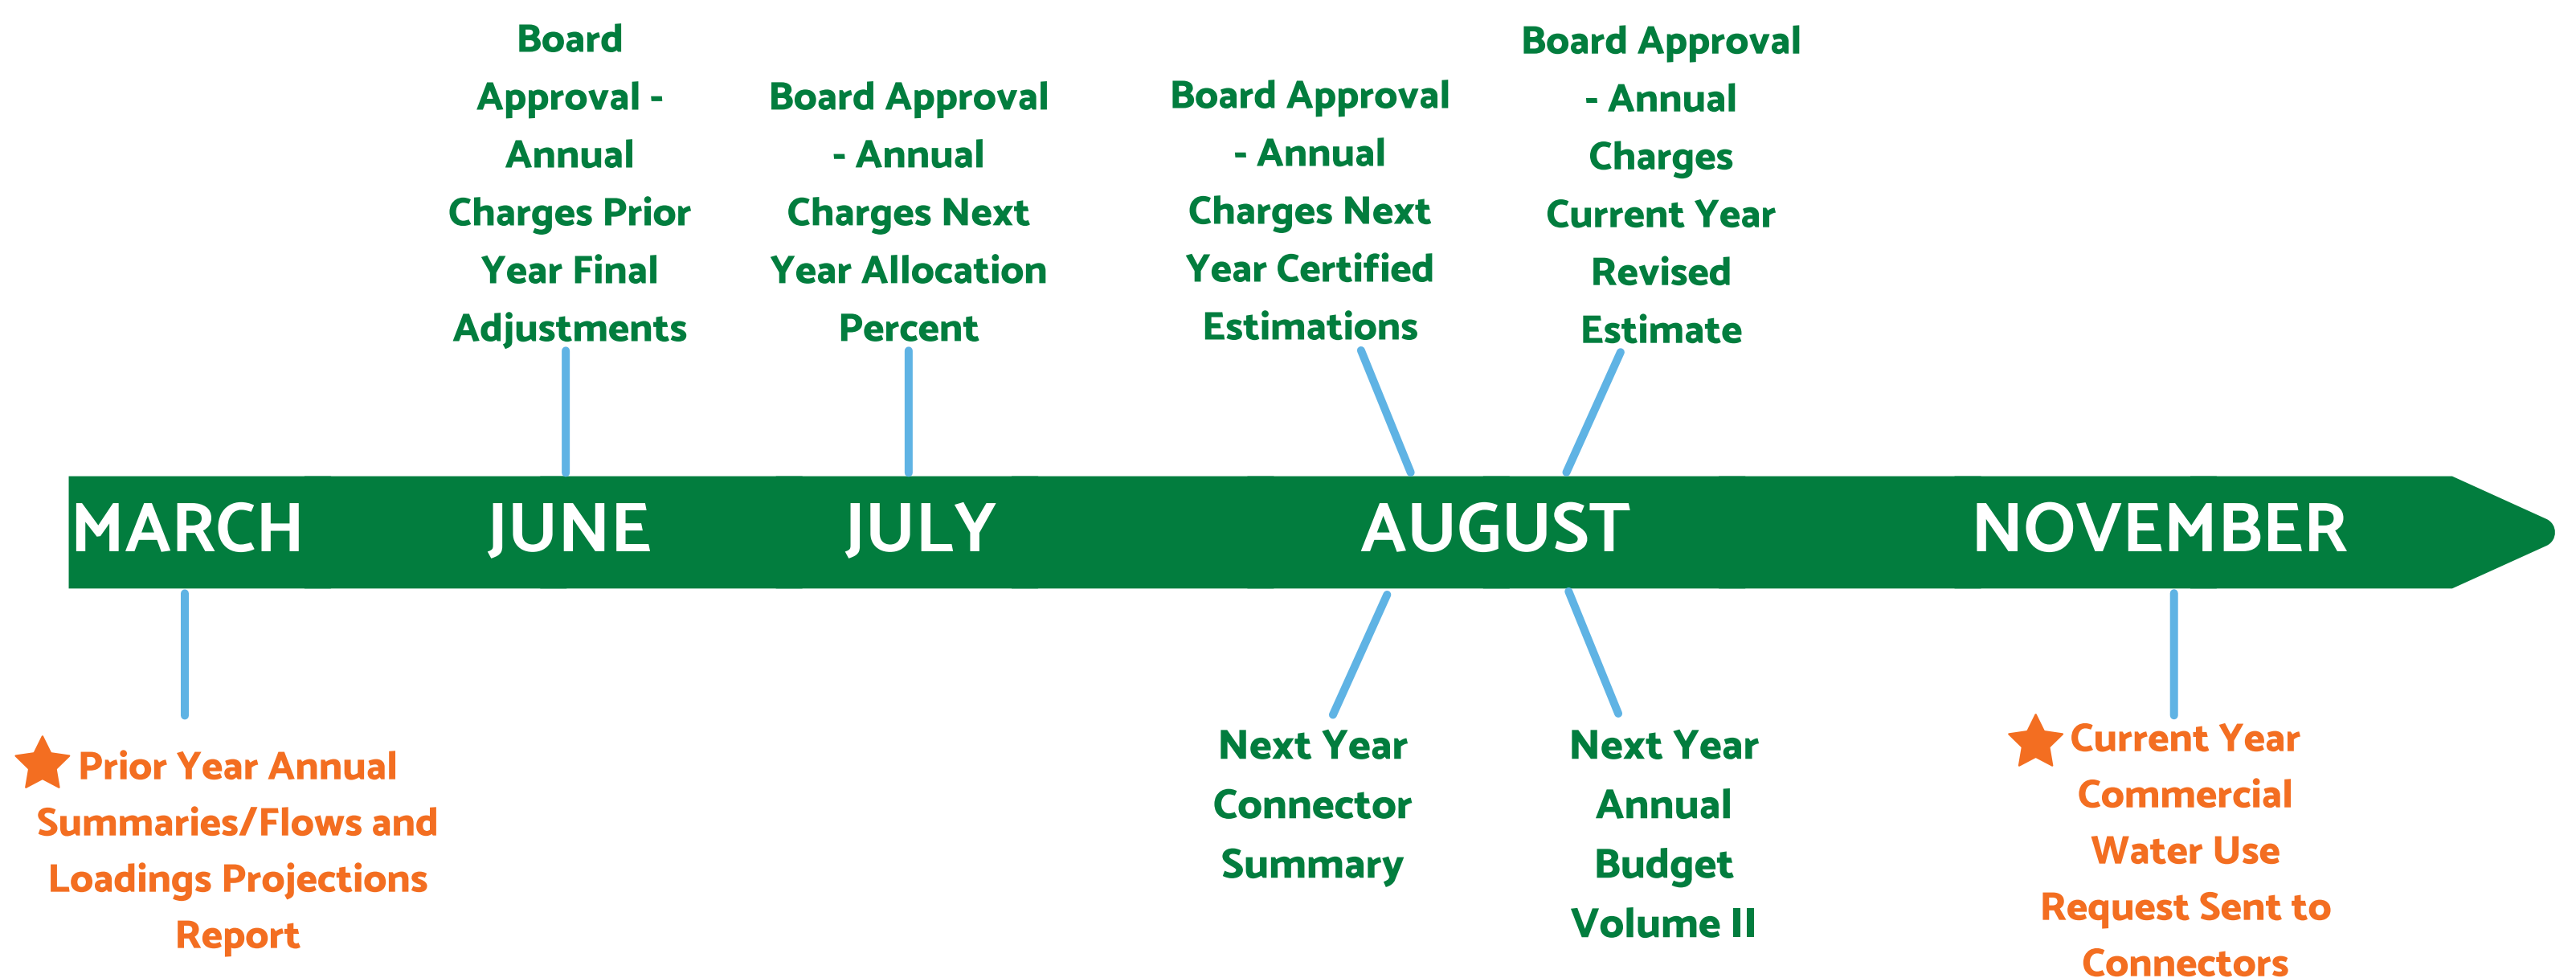 Board
Approval -
Annual
Charges Prior
Year Final
Adjustments
Board Approval
- Annual
Charges Next
Year Allocation
Percent
Board Approval
- Annual
Charges Next
Year Certified
Estimations
Board Approval
- Annual
Charges
Current Year
Revised
Estimate
MARCH
JUNE
JULY
AUGUST
NOVEMBER
Prior Year Annual
Summaries/Flows and
Loadings Projections
Report
Next Year
Connector
Summary
Next Year
Annual
Budget
Volume II
Current Year
Commercial
Water Use
Request Sent to
Connectors